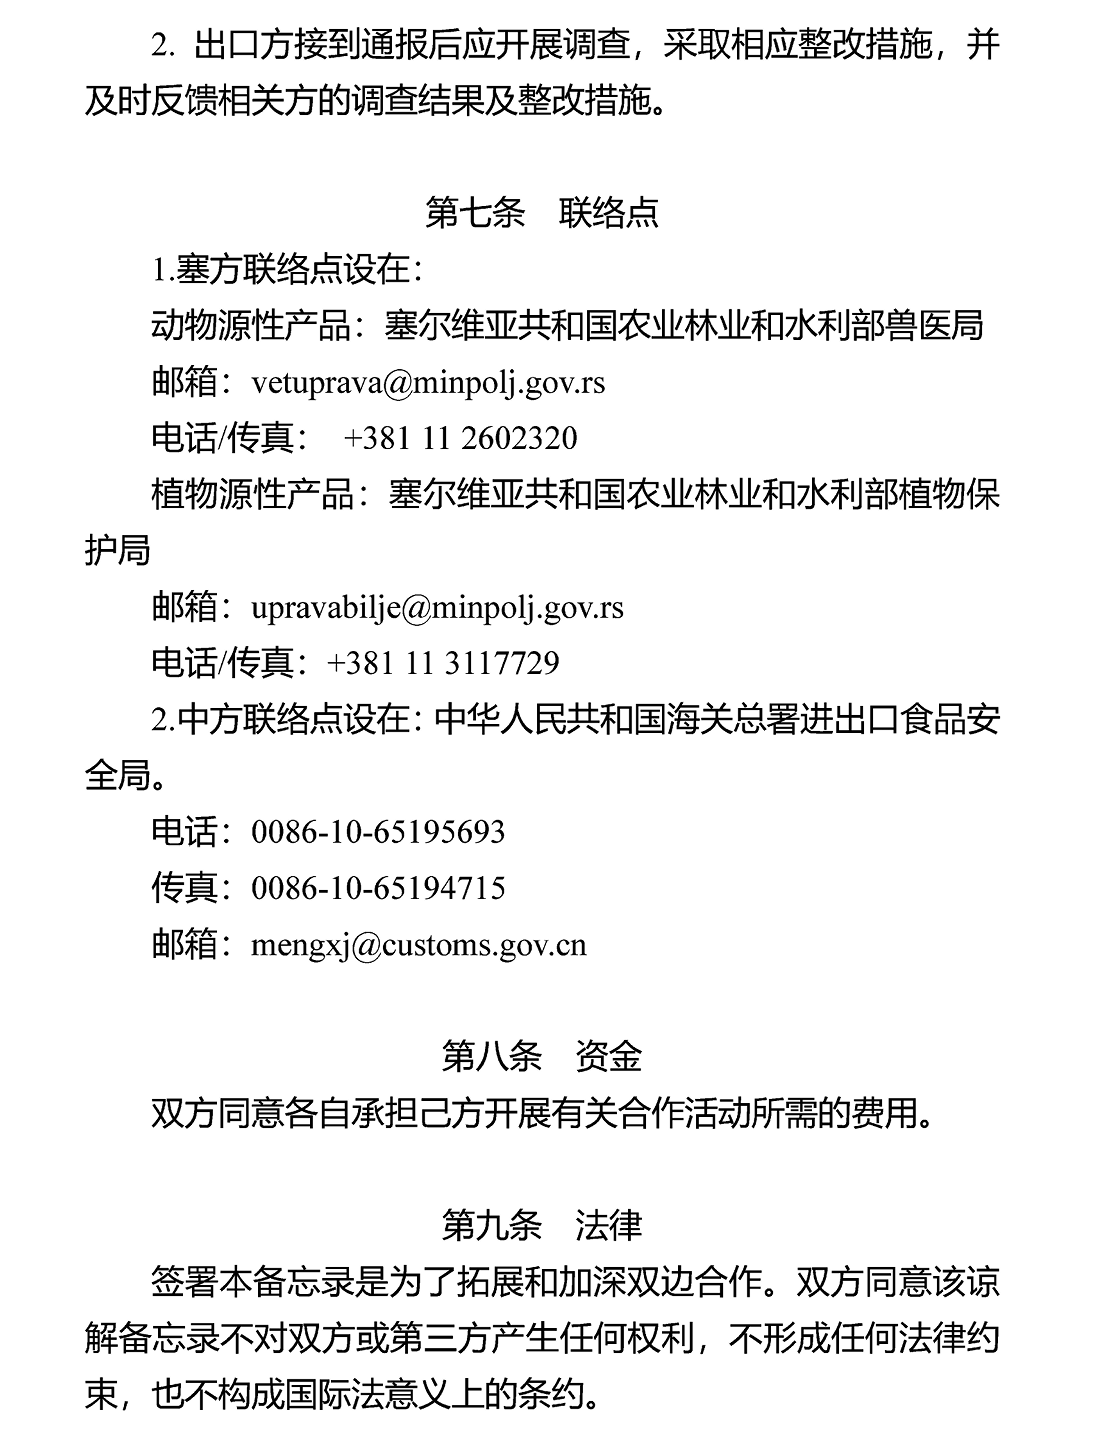 2. 出口方接到通报后应开展调查，采取相应整改措施，并
及时反馈相关方的调查结果及整改措施。
第七条　联络点
1.塞方联络点设在：
动物源性产品：塞尔维亚共和国农业林业和水利部兽医局
邮箱：vetuprava@minpolj.gov.rs
电话/传真： +381 11 2602320
植物源性产品：塞尔维亚共和国农业林业和水利部植物保
护局
邮箱：upravabilje@minpolj.gov.rs
电话/传真：+381 11 3117729
2.中方联络点设在：中华人民共和国海关总署进出口食品安
全局。
电话：0086-10-65195693
传真：0086-10-65194715
邮箱：mengxj@customs.gov.cn
第八条　资金
双方同意各自承担己方开展有关合作活动所需的费用。
第九条　法律
签署本备忘录是为了拓展和加深双边合作。双方同意该谅
解备忘录不对双方或第三方产生任何权利，不形成任何法律约
束，也不构成国际法意义上的条约。